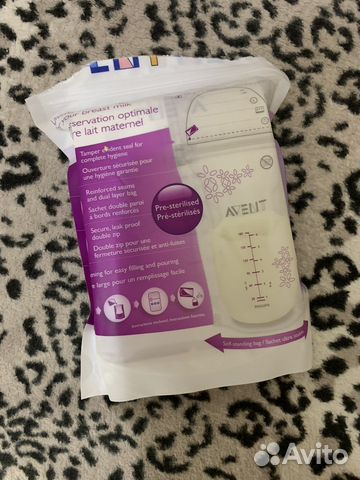 your breast milk
servation optimale
re lait maternel
Tamper evident seal for
complete hygiene
Ouverture sécurisée pour
une hygiène garantie
Reinforced seams
and dual layer bag
Sachet double paroi
à bords renforcés
Secure, leak proof
double zip
Double zip pour une
fermeture sécurisée et anti-fuites
ening for easy filling and pouring
e large pour un remplissage facile
Pre-sterilised
Pré-stérilisés
AVENT
180
150
Self-standing bag / Sachet
Avito